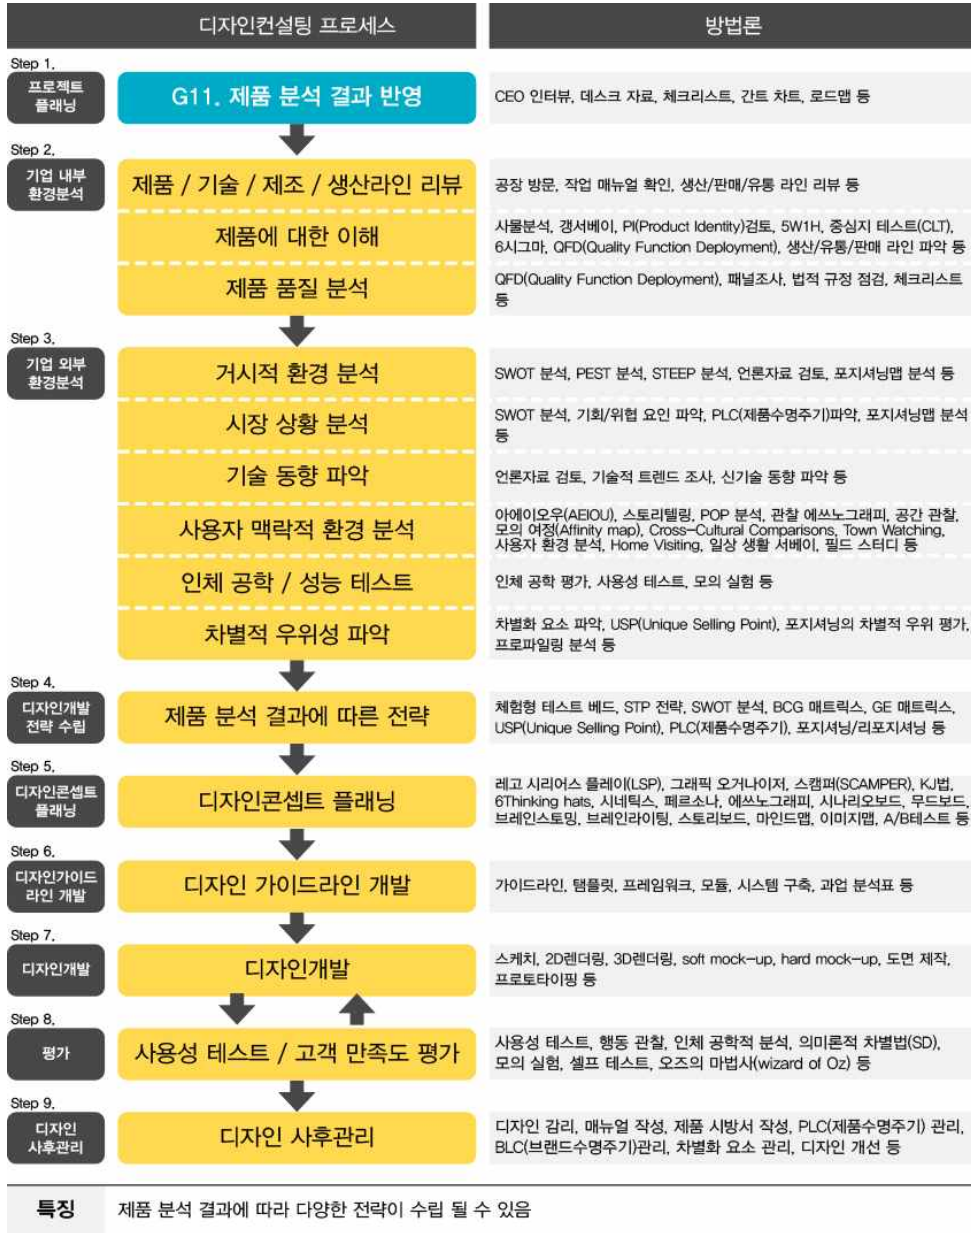 디자인컨설팅 프로세스
방법론
Step 1.
프로젝트
플래닝
G11. 제품 분석 결과 반영
CEO 인터뷰, 데스크 자료, 체크리스트, 간트 차트, 로드맵 등
Step 2.
기업 내부
환경분석
제품 / 기술 / 제조 / 생산라인 리뷰
공장 방문, 작업 매뉴얼 확인, 생산/판매/유통 라인 리뷰 등
제품에 대한 이해
사물분석, 갱서베이, PI(Product Identity)검토, 5W1H, 중심지 테스트(CLT),
6시그마, QFD(Quality Function Deployment), 생산/유통/판매 라인 파악 등
제품 품질 분석
QFD(Quality Function Deployment), 패널조사, 법적 규정 점검, 체크리스트
등
Step 3.
기업 외부
환경분석
거시적 환경 분석
SWOT 분석, PEST 분석, STEEP 분석, 언론자료 검토, 포지셔닝맵 분석 등
시장 상황 분석
SWOT 분석, 기회/위협 요인 파악, PLC(제품수명주기)파악, 포지셔닝맵 분석
등
기술 동향 파악
언론자료 검토, 기술적 트렌드 조사, 신기술 동향 파악 등
사용자 맥락적 환경 분석
아에이오우(AEIOU), 스토리텔링, POP 분석, 관찰 에쓰노그래피, 공간 관찰,
모의 여정(Affinity map), Cross-Cultural Comparisons, Town Watching,
사용자 환경 분석, Home Visiting, 일상 생활 서베이, 필드 스터디 등
인체 공학 / 성능 테스트
인체 공학 평가, 사용성 테스트, 모의 실험 등
차별적 우위성 파악
차별화 요소 파악, USP(Unique Selling Point), 포지셔닝의 차별적 우위 평가,
프로파일링 분석 등
Step 4.
디자인개발
전략 수립
제품 분석 결과에 따른 전략
체험형 테스트 베드, STP 전략, SWOT 분석, BCG 매트릭스, GE 매트릭스,
USP(Unique Selling Point), PLC(제품수명주기), 포지셔닝/리포지셔닝 등
Step 5.
디자인콘셉트
플래닝
디자인콘셉트 플래닝
레고 시리어스 플레이(LSP), 그래픽 오거나이저, 스캠퍼(SCAMPER), KJ법,
6Thinking hats, 시네틱스, 페르소나, 에쓰노그래피, 시나리오보드, 무드보드,
브레인스토밍, 브레인라이팅, 스토리보드, 마인드맵, 이미지맵, A/B테스트 등
Step 6.
디자인가이드
라인 개발
디자인 가이드라인 개발
가이드라인, 탬플릿, 프레임워크, 모듈, 시스템 구축, 과업 분석표 등
Step 7.
디자인개발
디자인개발
스케치, 2D렌더링, 3D렌더링, soft mock-up, hard mock-up, 도면 제작,
프로토타이핑 등
Step 8.
평가
사용성 테스트 / 고객 만족도 평가
사용성 테스트, 행동 관찰, 인체 공학적 분석, 의미론적 차별법(SD),
모의 실험, 셀프 테스트, 오즈의 마법사(wizard of Oz) 등
Step 9.
디자인
사후관리
디자인 사후관리
디자인 감리, 매뉴얼 작성, 제품 시방서 작성, PLC(제품수명주기) 관리,
BLC(브랜드수명주기)관리, 차별화 요소 관리, 디자인 개선 등
특징
제품 분석 결과에 따라 다양한 전략이 수립 될 수 있음